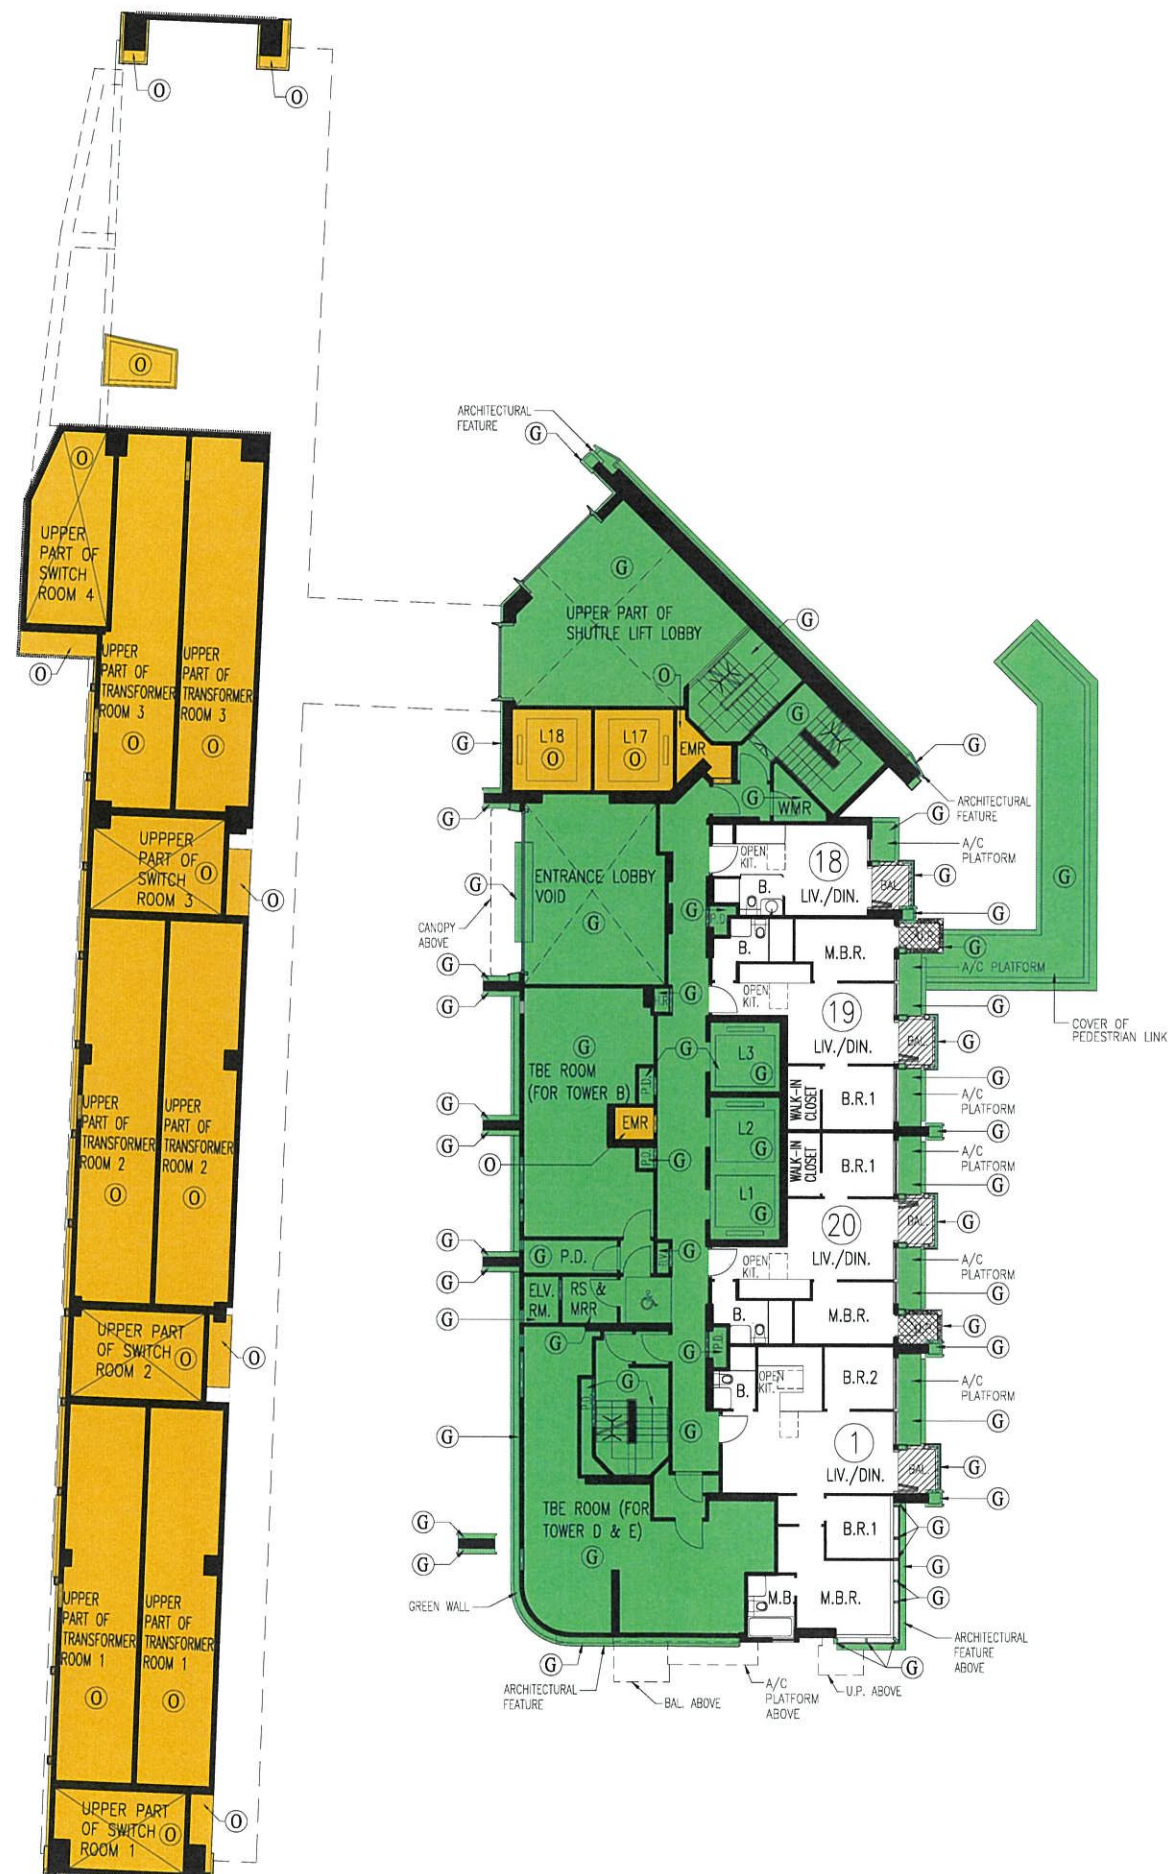 O
O
O
O
UPPER
PART OF
SWITCH
ROOM 4
O
UPPER
PART OF
TRANSFORMER
ROOM 3
O
UPPER
PART OF
TRANSFORMER
ROOM 3
O
UPPPER
PART OF
SWITCH
ROOM 3
O
O
UPPER
PART OF
TRANSFORMER
ROOM 2
O
UPPER
PART OF
TRANSFORMER
ROOM 2
O
UPPER PART
OF SWITCH
ROOM 2
O
O
UPPER
PART OF
TRANSFORMER
ROOM 1
O
UPPER
PART OF
TRANSFORMER
ROOM 1
O
UPPER PART
OF SWITCH
ROOM 1
O
O
ARCHITECTURAL
FEATURE
G
G
UPPER PART OF
SHUTTLE LIFT LOBBY
G
O
G
G
L18
O
L17
O
EMR
G
G
WMR
G
ARCHITECTURAL
FEATURE
G
G
A/C
PLATFORM
OPEN
KIT.
18
LIV./DIN.
B.
BAL.
G
G
G
ENTRANCE LOBBY
VOID
G
G
CANOPY
ABOVE
G
P.D.
B.
M.B.R.
G
A/C PLATFORM
G
G
G
G
H.R.
G
OPEN
KIT.
19
LIV./DIN.
BAL.
G
COVER OF
PEDESTRIAN LINK
G
TBE ROOM
(FOR TOWER B)
G
L3
G
P.D.
EMR
O
P.D.
G
WALK-IN
CLOSET
B.R.1
G
A/C
PLATFORM
G
G
G
L2
G
L1
G
WALK-IN
CLOSET
B.R.1
A/C
PLATFORM
G
20
LIV./DIN.
BAL.
G
G
G
G
P.D.
ELV.
G
OPEN
KIT.
A/C
PLATFORM
G
ELV.
RM.
RS &
MRR
G
G
B.
M.B.R.
U.P.
G
G
P.D.
G
G
B.
OPEN
KIT.
B.R.2
A/C
PLATFORM
G
G
G
1
LIV./DIN.
BAL.
G
G
TBE ROOM (FOR
TOWER D & E)
G
G
G
B.R.1
G
G
M.B.
M.B.R.
G
GREEN WALL
G
ARCHITECTURAL
FEATURE
BAL. ABOVE
A/C
PLATFORM
ABOVE
U.P. ABOVE
G
ARCHITECTURAL
FEATURE
ABOVE